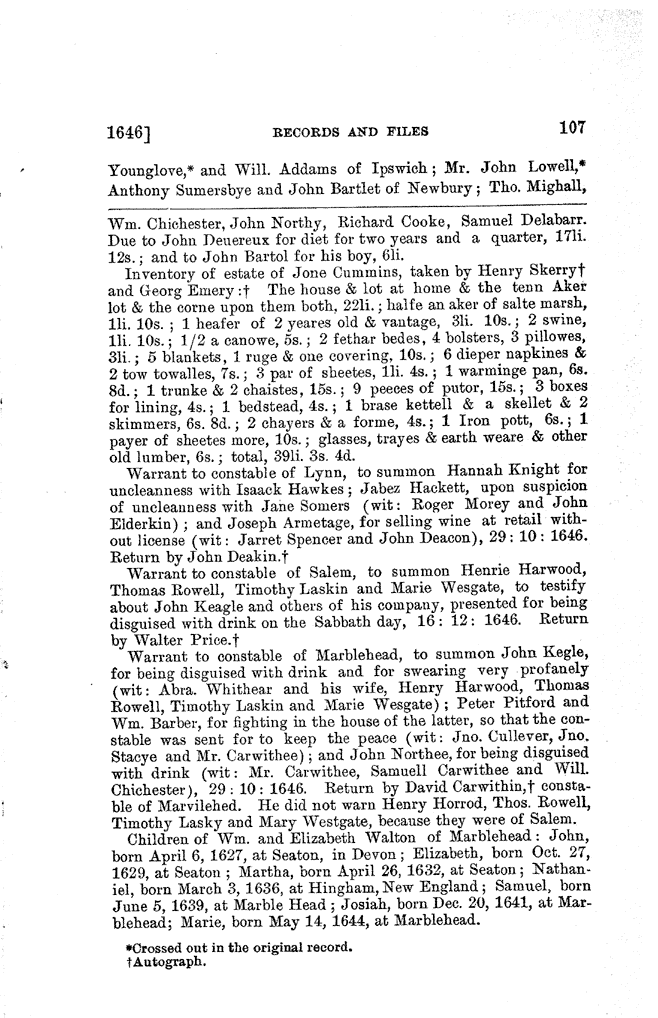 1646] RECORDS AND FILES 107
Younglove,* and Will. Addams of Ipswich; Mr. John Lowell,*
Anthony Sumersbye and John Bartlet of Newbury; Tho. Mighall,
Wm. Chichester, John Northy, Richard Cooke, Samuel Delabarr.
Due to John Deuereux for diet for two years and a quarter, 17li.
12s.; and to John Bartol for his boy, 6li.
Inventory of estate of Jone Cummins, taken by Henry Skerry†
and Georg Emery:† The house & lot at home & the tenn Aker
lot & the corne upon them both, 22li.; halfe an aker of salte marsh,
1li. 10s.; 1 heafer of 2 yeares old & vantage, 3li. 10s.; 2 swine,
1li. 10s.; 1/2 a canowe, 5s.; 2 fethar bedes, 4 bolsters, 3 pillowes,
3li.; 5 blankets, 1 ruge & one covering, 10s.; 6 dieper napkines &
2 tow towalles, 7s.; 3 par of sheetes, 1li. 4s.; 1 warminge pan, 6s.
8d.; 1 trunke & 2 chaistes, 15s.; 9 peeces of putor, 15s.; 3 boxes
for lining, 4s.; 1 bedstead, 4s.; 1 brase kettell & a skellet & 2
skimmers, 6s. 8d.; 2 chayers & a forme, 4s.; 1 Iron pott, 6s.; 1
payer of sheetes more, 10s.; glasses, trayes & earth weare & other
old lumber, 6s.; total, 39li. 3s. 4d.
Warrant to constable of Lynn, to summon Hannah Knight for
uncleanness with Isaack Hawkes; Jabez Hackett, upon suspicion
of uncleanness with Jane Somers (wit: Roger Morey and John
Elderkin); and Joseph Armetage, for selling wine at retail with-
out license (wit: Jarret Spencer and John Deacon), 29: 10: 1646.
Return by John Deakin.†
Warrant to constable of Salem, to summon Henrie Harwood,
Thomas Rowell, Timothy Laskin and Marie Wesgate, to testify
about John Keagle and others of his company, presented for being
disguised with drink on the Sabbath day, 16: 12: 1646. Return
by Walter Price.†
Warrant to constable of Marblehead, to summon John Kegle,
for being disguised with drink and for swearing very profanely
(wit: Abra. Whithear and his wife, Henry Harwood, Thomas
Rowell, Timothy Laskin and Marie Wesgate); Peter Pitford and
Wm. Barber, for fighting in the house of the latter, so that the con-
stable was sent for to keep the peace (wit: Jno. Cullever, Jno.
Stacye and Mr. Carwithee); and John Northee, for being disguised
with drink (wit: Mr. Carwithee, Samuell Carwithee and Will.
Chichester), 29: 10: 1646. Return by David Carwithin,† consta-
ble of Marvilehed. He did not warn Henry Horrod, Thos. Rowell,
Timothy Lasky and Mary Westgate, because they were of Salem.
Children of Wm. and Elizabeth Walton of Marblehead: John,
born April 6, 1627, at Seaton, in Devon; Elizabeth, born Oct. 27,
1629, at Seaton; Martha, born April 26, 1632, at Seaton; Nathan-
iel, born March 3, 1636, at Hingham, New England; Samuel, born
June 5, 1639, at Marble Head; Josiah, born Dec. 20, 1641, at Mar-
blehead; Marie, born May 14, 1644, at Marblehead.
*Crossed out in the original record.
†Autograph.